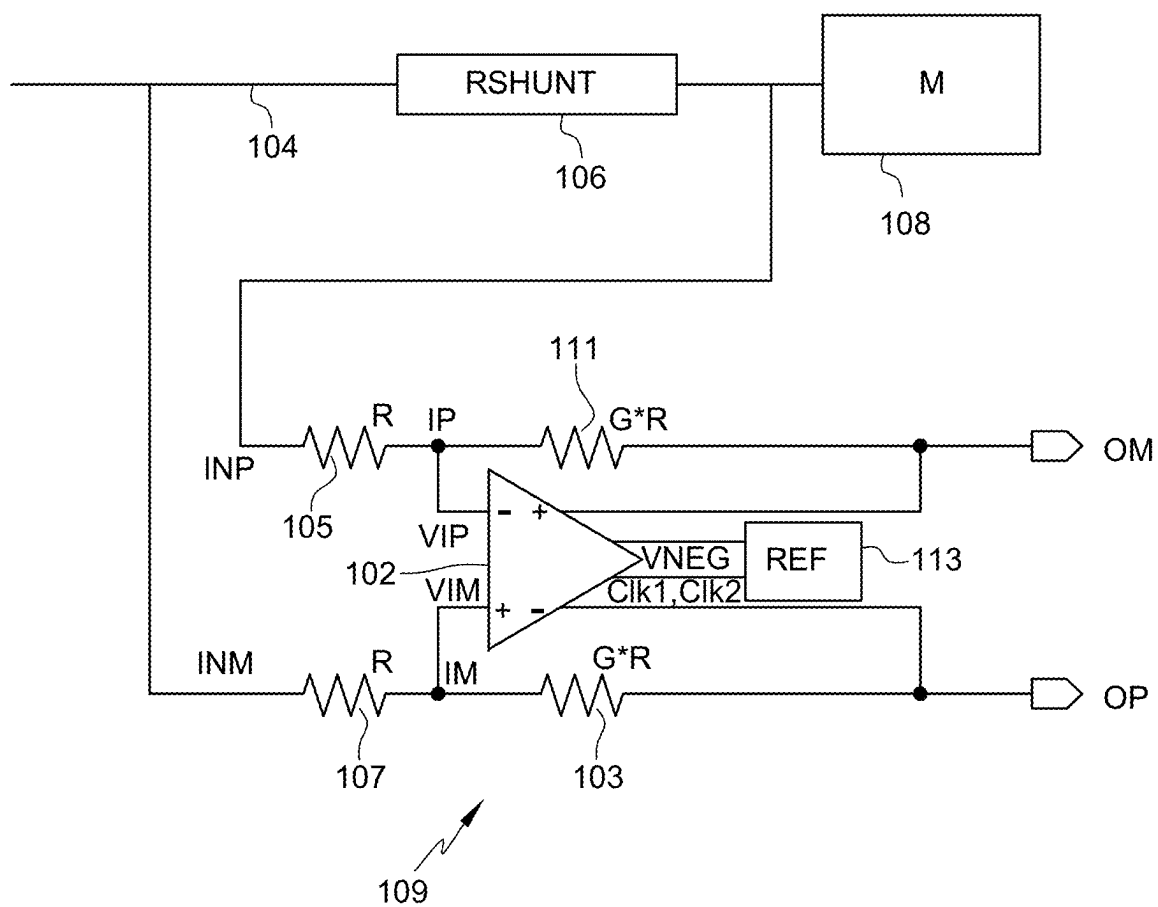 RSHUNT
M
104
106
108
111
R
IP
G*R
INP
OM
105
- +
VIP
102
VNEG
REF
113
VIM
Clk1,Clk2
+ -
INM
R
IM
G*R
OP
107
103
109